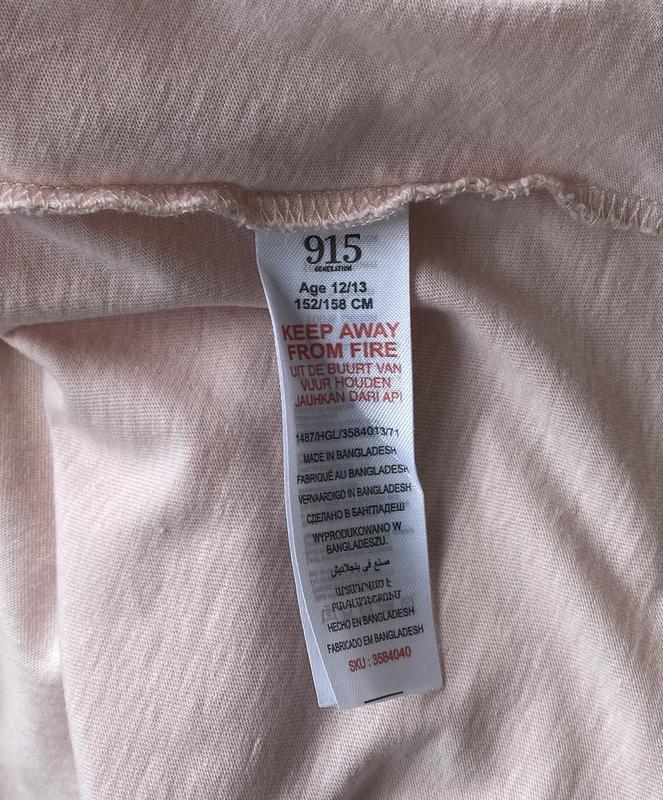 915
GENERATION
Age 12/13
152/158 CM
KEEP AWAY
FROM FIRE
UIT DE BUURT VAN
VUUR HOUDEN
JAUHKAN DARI API
1487/HGL/3584013/71
MADE IN BANGLADESH
FABRIQUÉ AU BANGLADESH
VERVAARDIGD IN BANGLADESH
СДЕЛАНО В БАНГЛАДЕШ
WYPRODUKOWANO W
BANGLADESZU.
صنع في بنجلاديش
ԱՐՏԱԴՐՎԱԾ Է
ԲԱՆԳԼԱԴԵՇՈՒՄ
HECHO EN BANGLADESH
FABRICADO EM BANGLADESH
SKU : 3584040